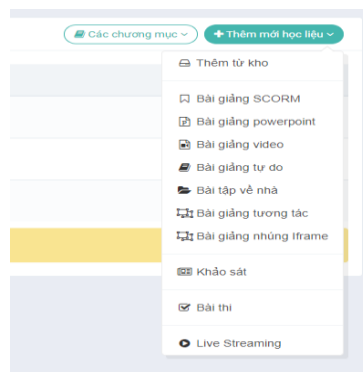 Các chương mục
Thêm mới học liệu
Thêm từ kho
Bài giảng SCORM
Bài giảng powerpoint
Bài giảng video
Bài giảng tự do
Bài tập về nhà
Bài giảng tương tác
Bài giảng nhúng Iframe
Khảo sát
Bài thi
Live Streaming